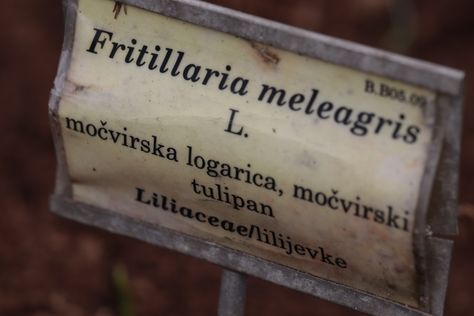 B.B05.09
Fritillaria meleagris
L.
močvirska logarica, močvirski
tulipan
Liliaceae/lilijevke